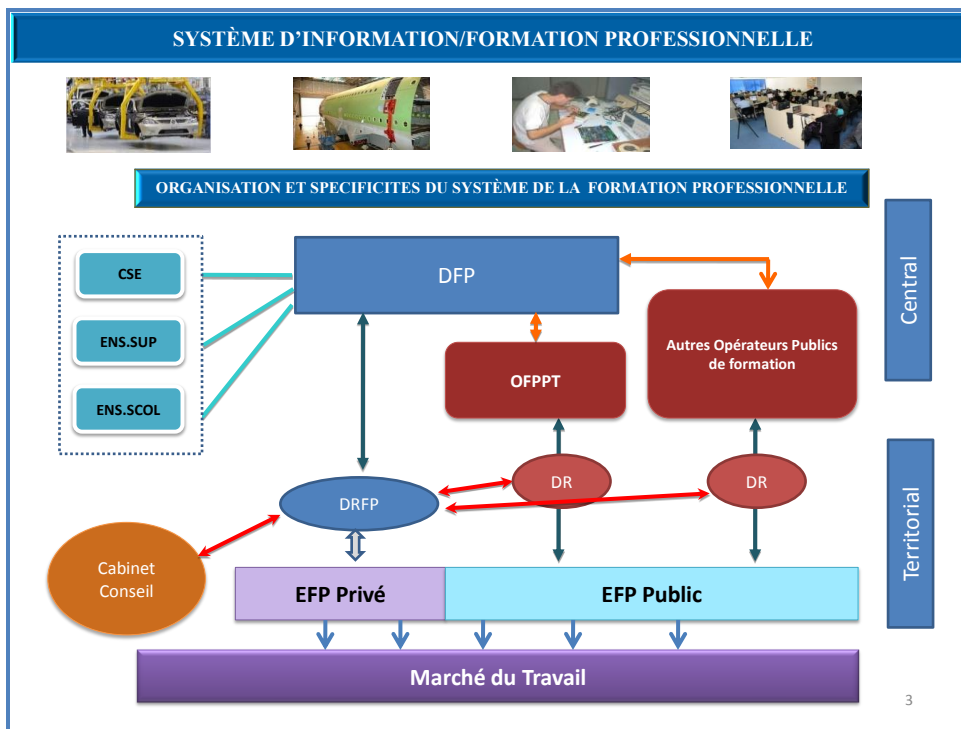 SYSTÈME D'INFORMATION/FORMATION PROFESSIONNELLE
ORGANISATION ET SPECIFICITES DU SYSTÈME DE LA FORMATION PROFESSIONNELLE
CSE
ENS.SUP
ENS.SCOL
DFP
OFPPT
Autres Opérateurs Publics
de formation
Central
DRFP
DR
DR
Territorial
Cabinet
Conseil
EFP Privé
EFP Public
Marché du Travail
3